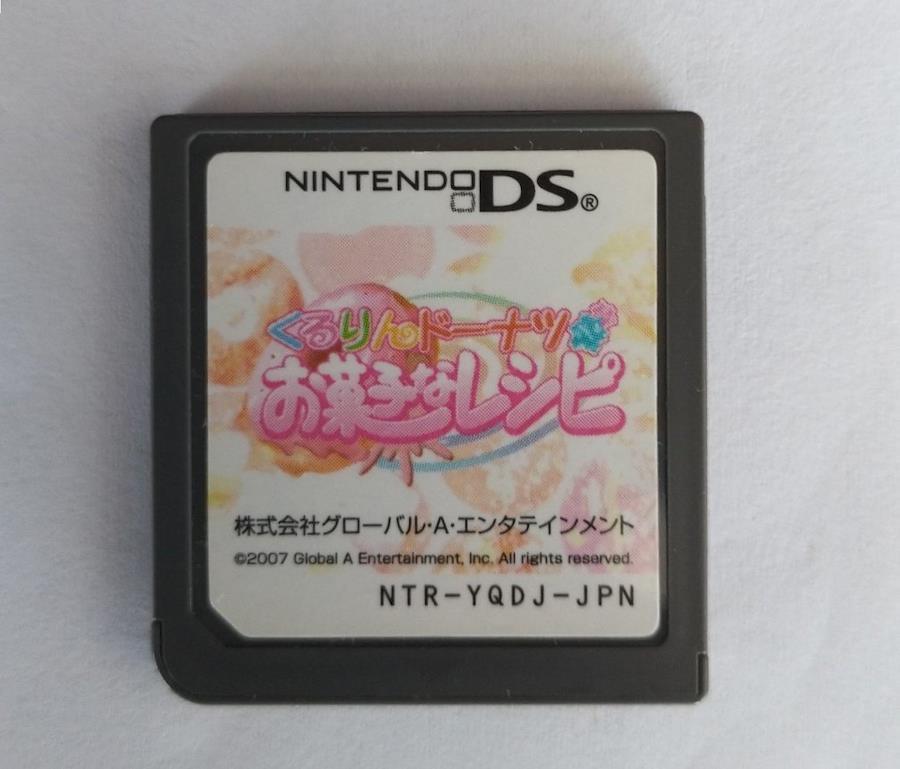 NINTENDO DS®
くるりんドーナツ
お菓子なレシピ
株式会社グローバル・A・エンタテインメント
©2007 Global A Entertainment, Inc. All rights reserved.
NTR-YQDJ-JPN